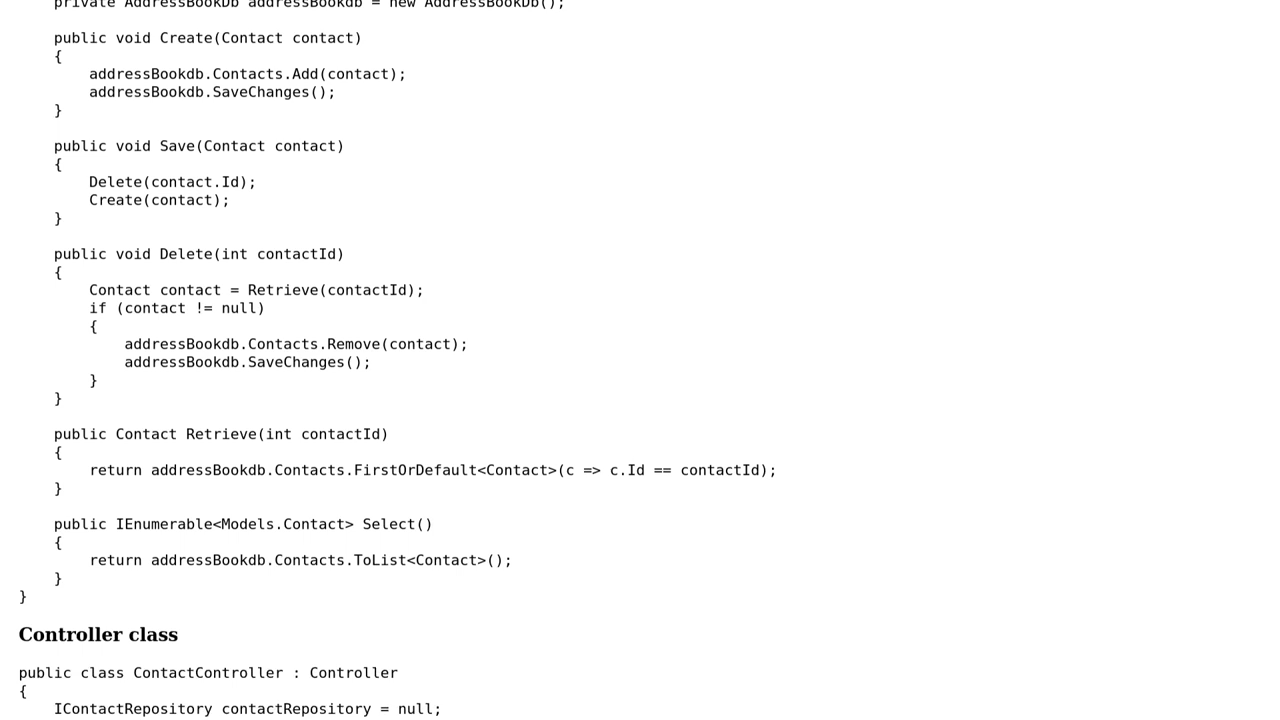 private AddressBookDb addressBookdb = new AddressBookDb();
public void Create(Contact contact)
{
addressBookdb.Contacts.Add(contact);
addressBookdb.SaveChanges();
}
public void Save(Contact contact)
{
Delete(contact.Id);
Create(contact);
}
public void Delete(int contactId)
{
Contact contact = Retrieve(contactId);
if (contact != null)
{
addressBookdb.Contacts.Remove(contact);
addressBookdb.SaveChanges();
}
}
public Contact Retrieve(int contactId)
{
return addressBookdb.Contacts.FirstOrDefault<Contact>(c => c.Id == contactId);
}
public IEnumerable<Models.Contact> Select()
{
return addressBookdb.Contacts.ToList<Contact>();
}
}
Controller class
public class ContactController : Controller
{
IContactRepository contactRepository = null;